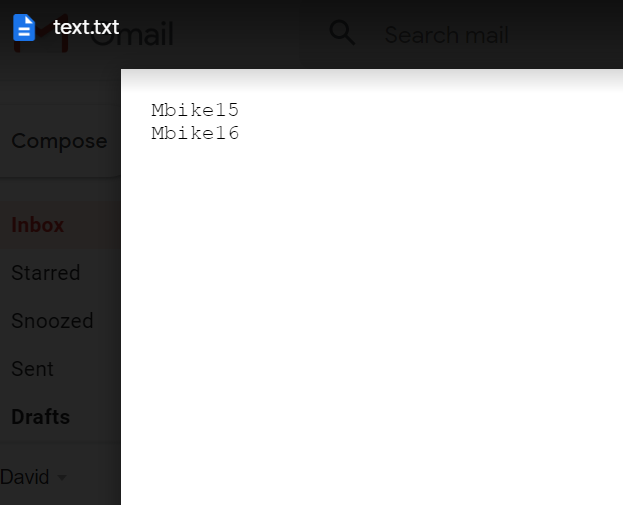 text.txt
Gmail
Search mail
Mbike15
Mbike16
Compose
Inbox
Starred
Snoozed
Sent
Drafts
David